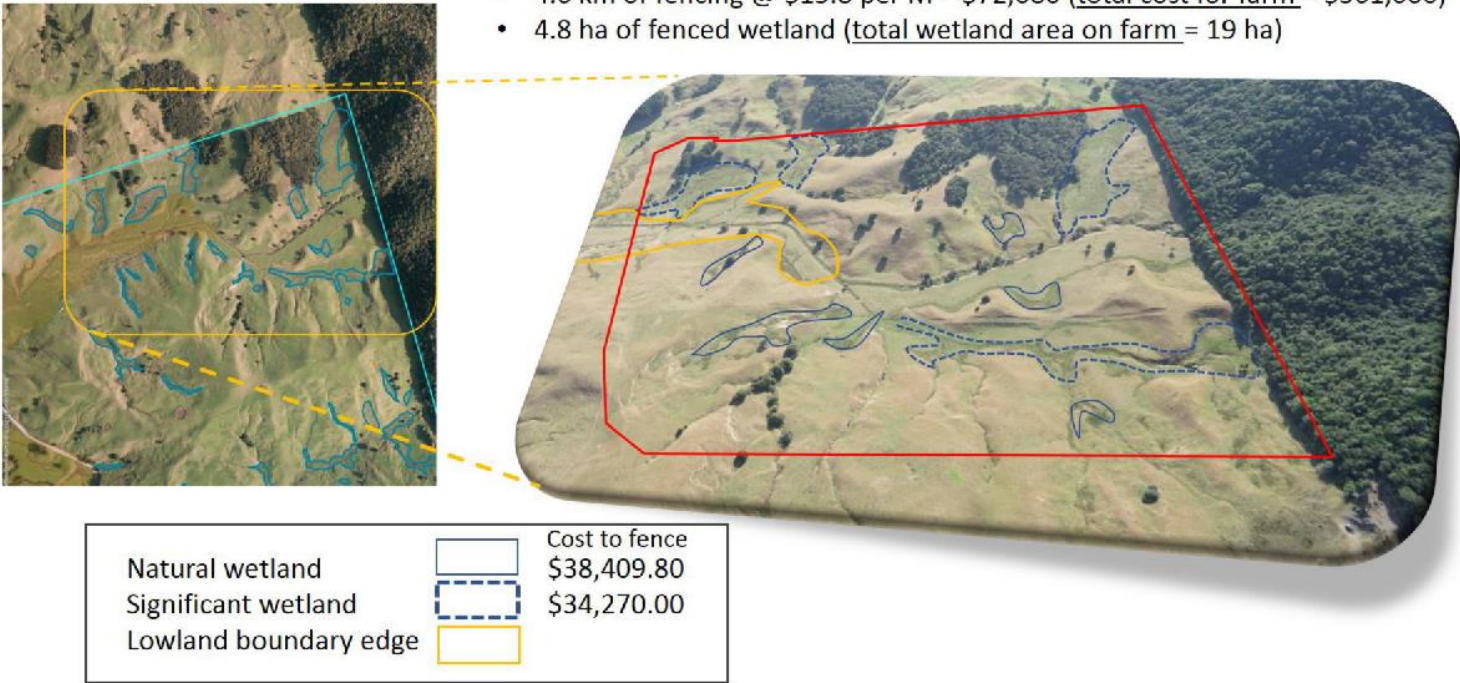 • 4.8 ha of fenced wetland (total wetland area on farm = 19 ha)
Cost to fence
Natural wetland $38,409.80
Significant wetland $34,270.00
Lowland boundary edge